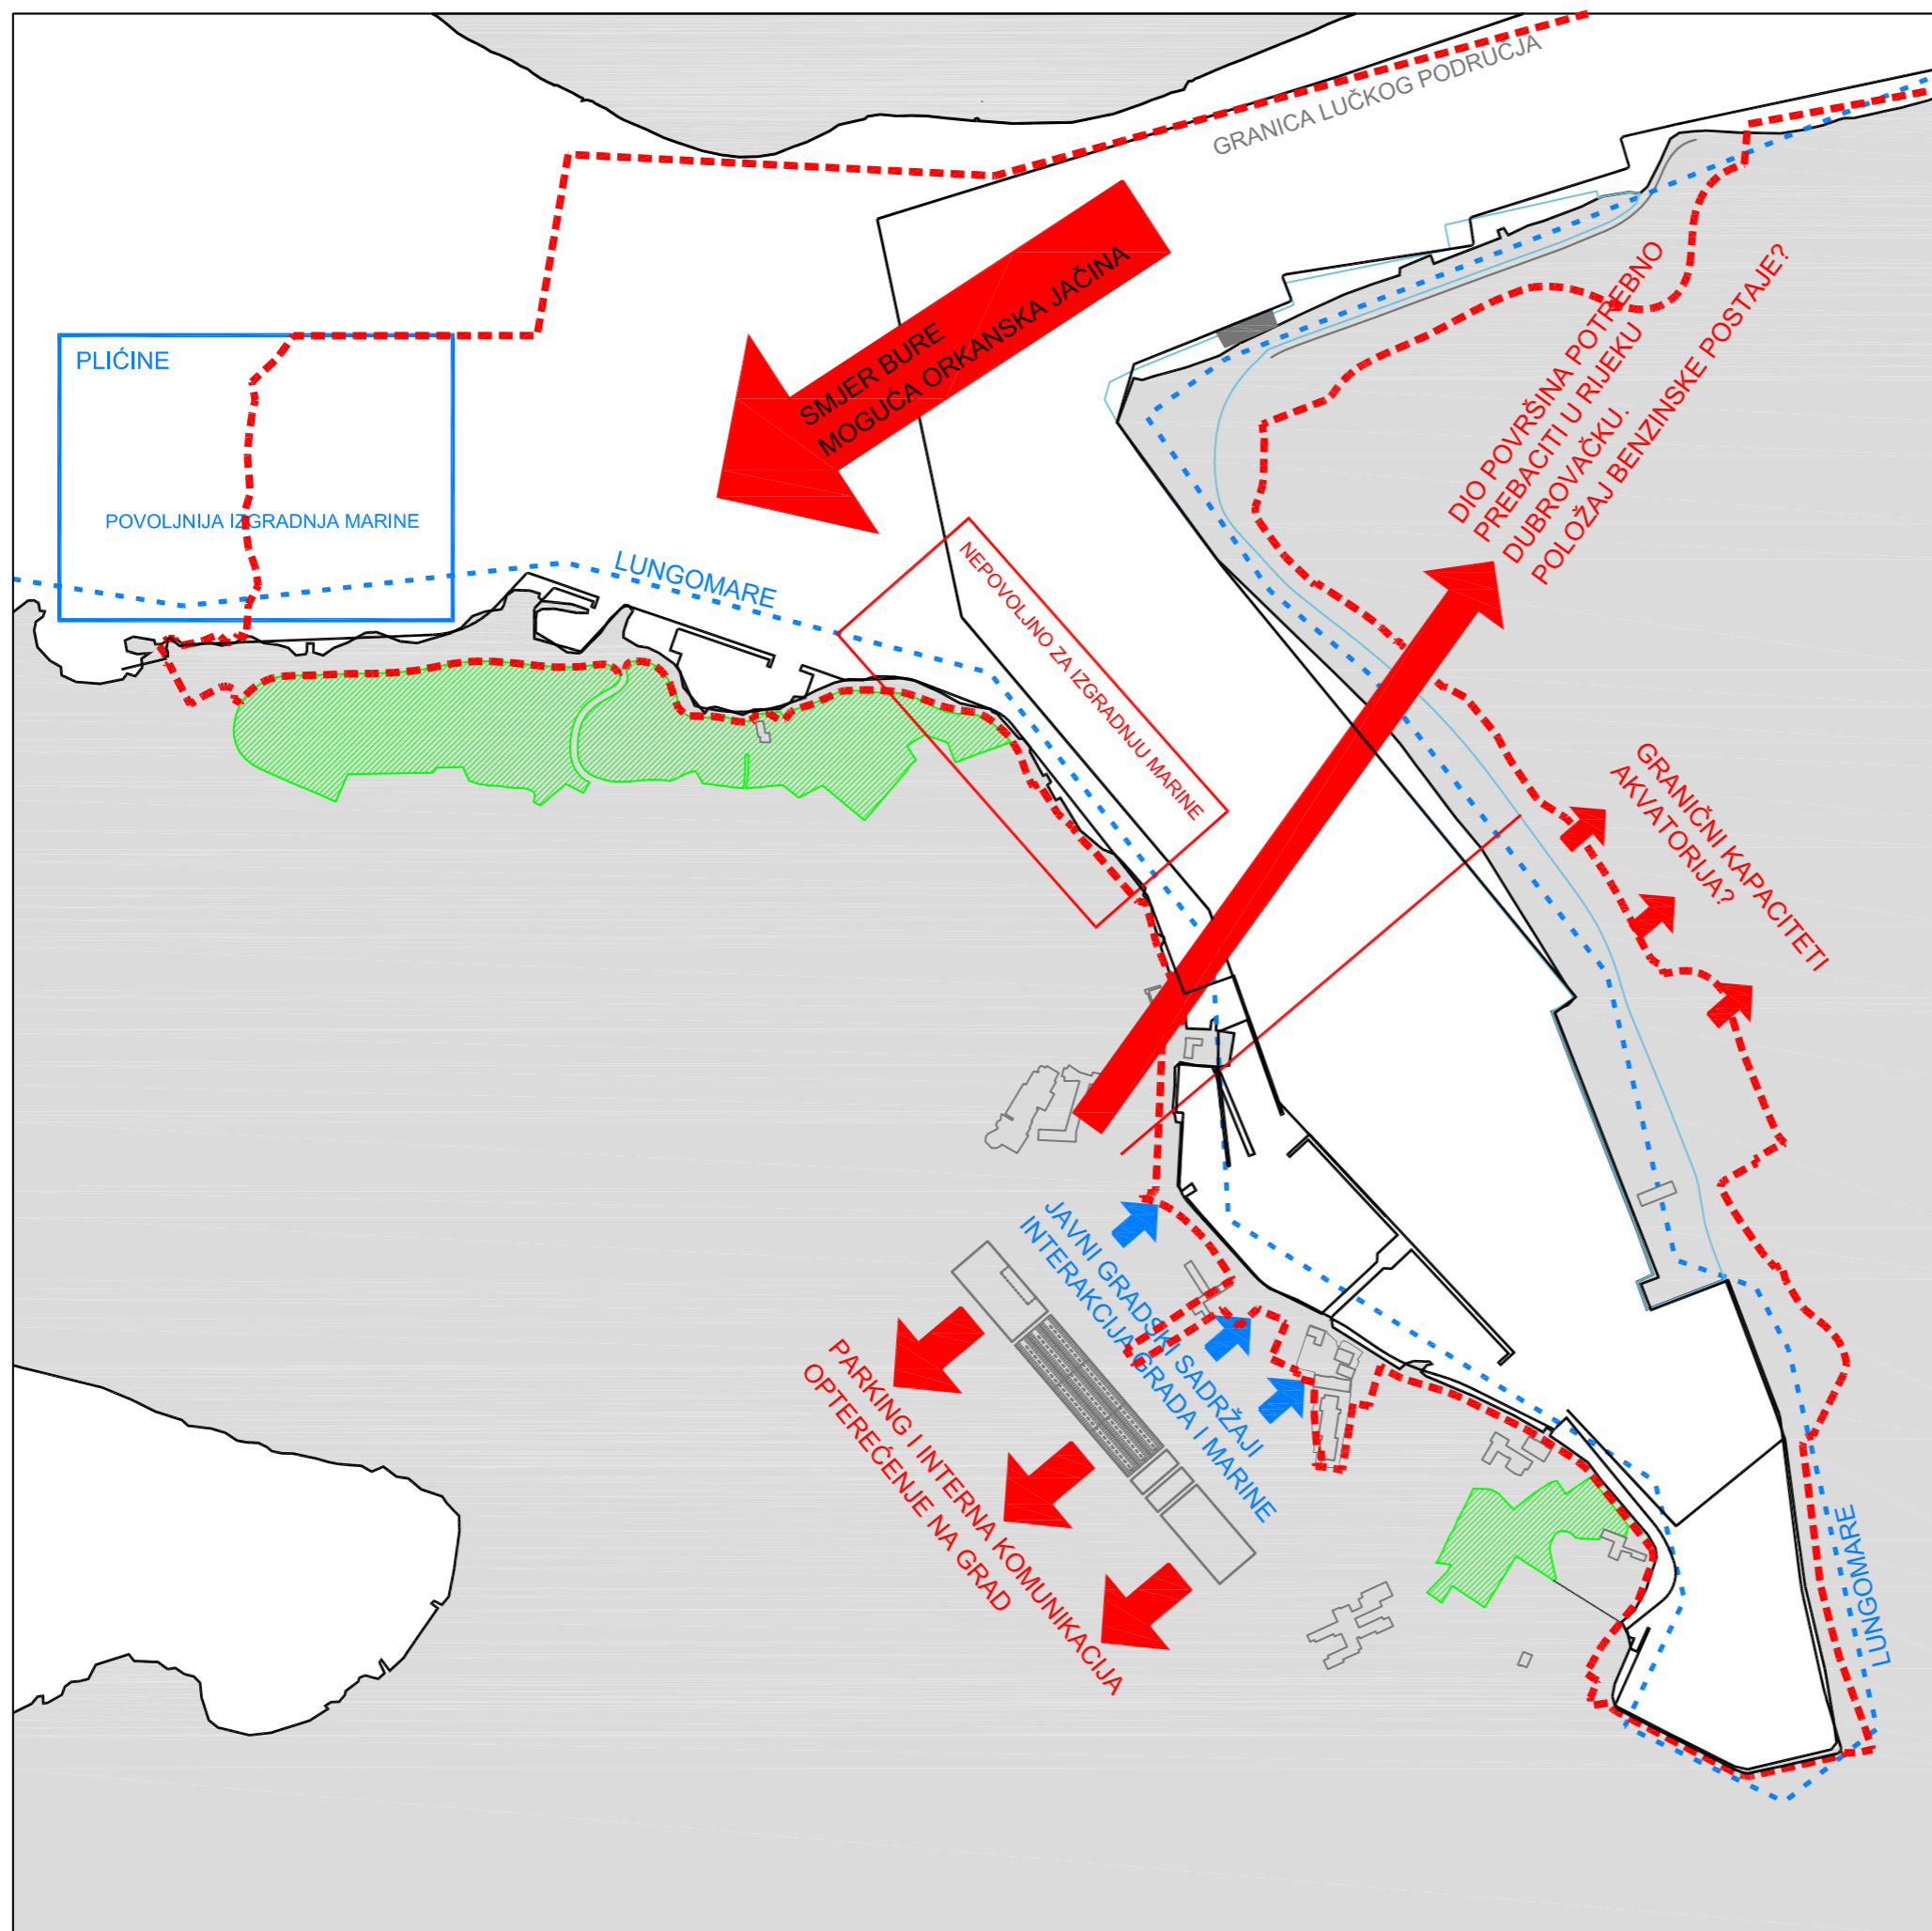 GRANICA LUČKOG PODRUČJA
SMJER BURE
MOGUĆA ORKANSKA JAČINA
PLIĆINE
POVOLJNIJA IZGRADNJA MARINE
LUNGOMARE
NEPOVOLJNO ZA IZGRADNJU MARINE
DIO POVRŠINA POTREBNO
PREBACITI U RIJEKU
DUBROVAČKU.
POLOŽAJ BENZINSKE POSTAJE?
GRANIČNI KAPACITETI
AKVATORIJA?
JAVNI GRADSKI SADRŽAJI
INTERAKCIJA GRADA I MARINE
PARKING I INTERNA KOMUNIKACIJA
OPTEREĆENJE NA GRAD
LUNGOMARE